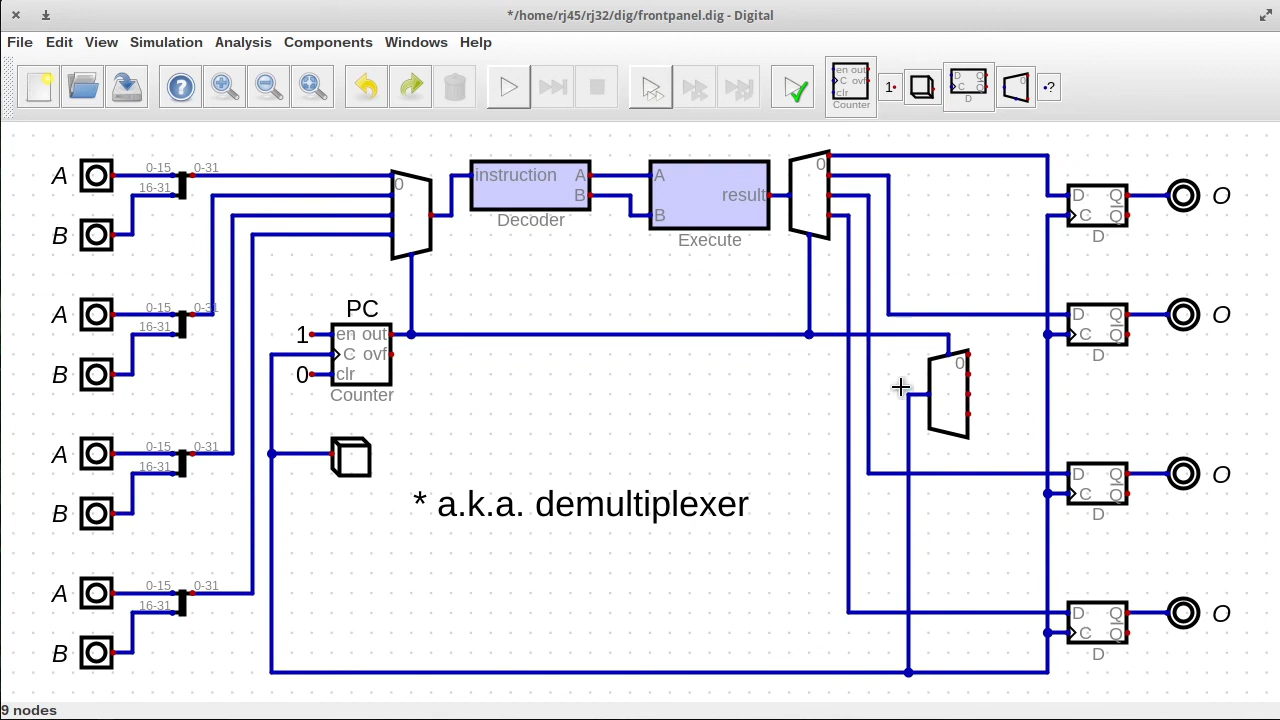 */home/rj45/rj32/dig/frontpanel.dig - Digital
File Edit View Simulation Analysis Components Windows Help
en out
C ovf
clr
Counter
1
D Q
C Q
D
0
?
A 0-15 0-31
16-31
B
0
instruction A
B
Decoder
A
result
B
Execute
0
D Q
C Q
D
O
A 0-15 0-31
16-31
B
PC
1 en out
C ovf
0 clr
Counter
D Q
C Q
D
O
0
A 0-15 0-31
16-31
B
* a.k.a. demultiplexer
D Q
C Q
D
O
A 0-15 0-31
16-31
B
D Q
C Q
D
O
9 nodes